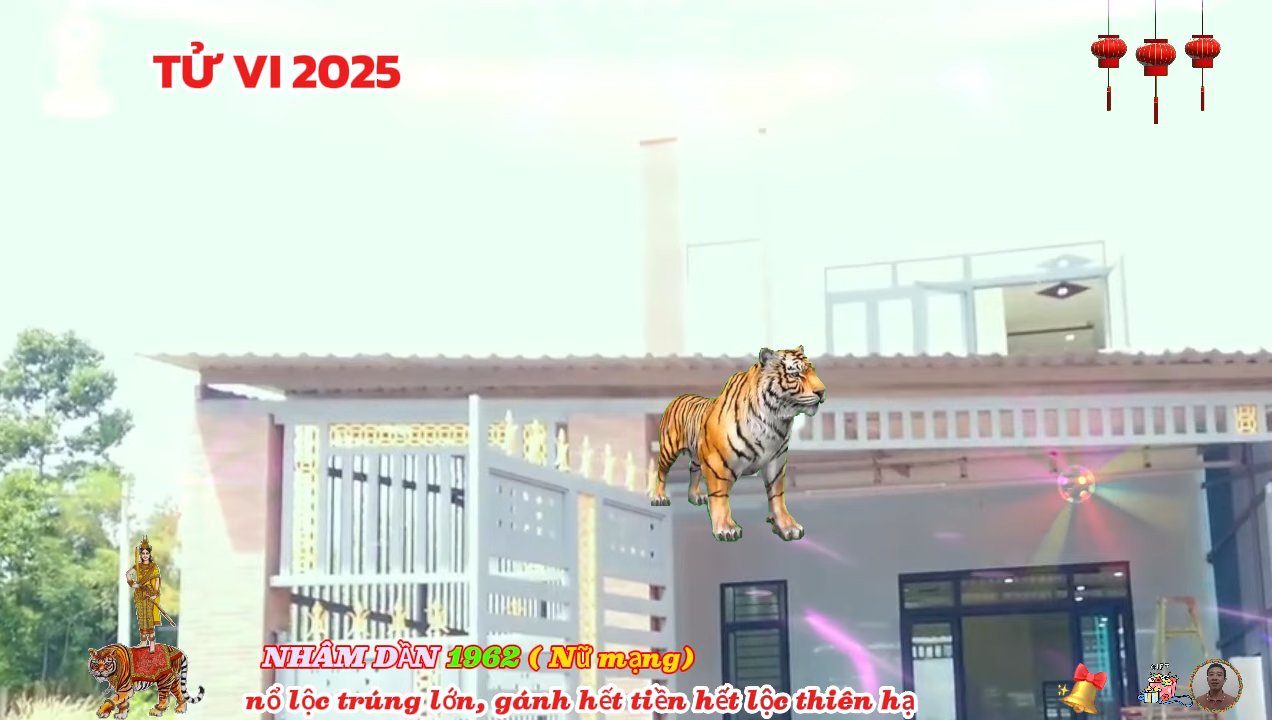 TỬ VI 2025
NHÂM DẦN 1962 ( Nữ mạng)
nổ lộc trúng lớn, gánh hết tiền hết lộc thiên hạ
GIFT